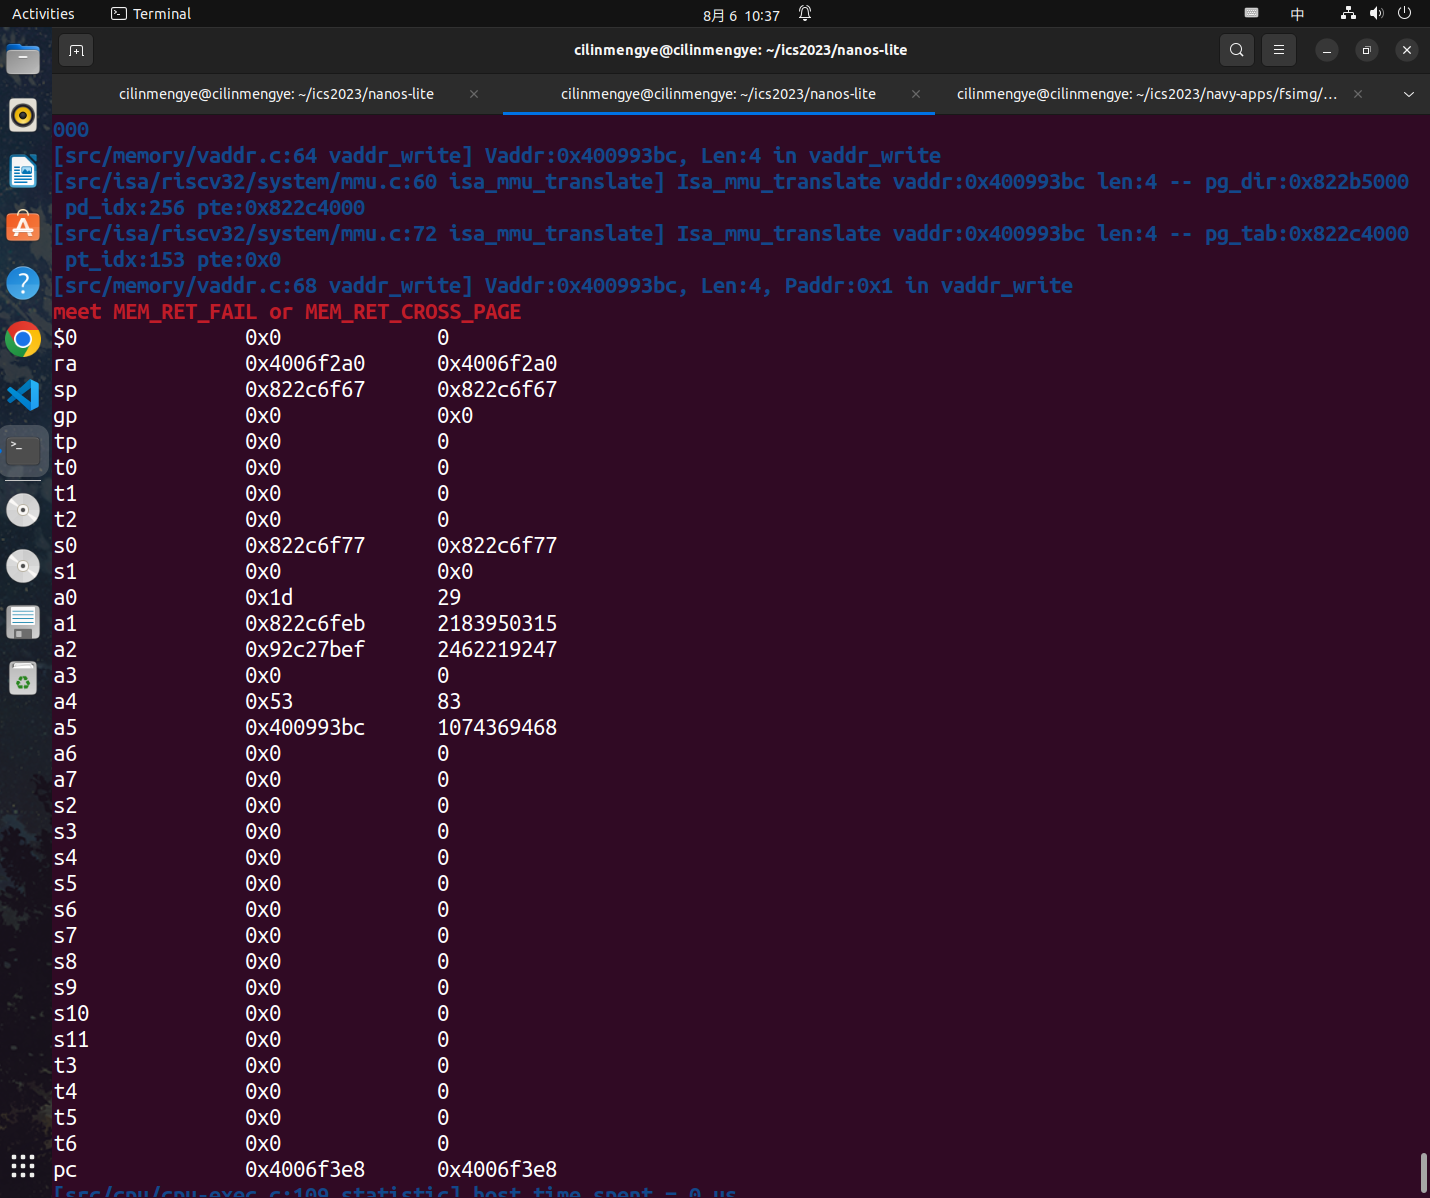 Activities
Terminal
8月 6 10:37
中
cilinmengye@cilinmengye: ~/ics2023/nanos-lite
cilinmengye@cilinmengye: ~/ics2023/nanos-lite
cilinmengye@cilinmengye: ~/ics2023/nanos-lite
cilinmengye@cilinmengye: ~/ics2023/navy-apps/fsimg/...
000
[src/memory/vaddr.c:64 vaddr_write] Vaddr:0x400993bc, Len:4 in vaddr_write
[src/isa/riscv32/system/mmu.c:60 isa_mmu_translate] Isa_mmu_translate vaddr:0x400993bc len:4 -- pg_dir:0x822b5000
pd_idx:256 pte:0x822c4000
[src/isa/riscv32/system/mmu.c:72 isa_mmu_translate] Isa_mmu_translate vaddr:0x400993bc len:4 -- pg_tab:0x822c4000
pt_idx:153 pte:0x0
[src/memory/vaddr.c:68 vaddr_write] Vaddr:0x400993bc, Len:4, Paddr:0x1 in vaddr_write
meet MEM_RET_FAIL or MEM_RET_CROSS_PAGE
$0 0x0 0
ra 0x4006f2a0 0x4006f2a0
sp 0x822c6f67 0x822c6f67
gp 0x0 0x0
tp 0x0 0
t0 0x0 0
t1 0x0 0
t2 0x0 0
s0 0x822c6f77 0x822c6f77
s1 0x0 0x0
a0 0x1d 29
a1 0x822c6feb 2183950315
a2 0x92c27bef 2462219247
a3 0x0 0
a4 0x53 83
a5 0x400993bc 1074369468
a6 0x0 0
a7 0x0 0
s2 0x0 0
s3 0x0 0
s4 0x0 0
s5 0x0 0
s6 0x0 0
s7 0x0 0
s8 0x0 0
s9 0x0 0
s10 0x0 0
s11 0x0 0
t3 0x0 0
t4 0x0 0
t5 0x0 0
t6 0x0 0
pc 0x4006f3e8 0x4006f3e8
[src/cpu/cpu-exec.c:109 statistic] host time spent = 0 us